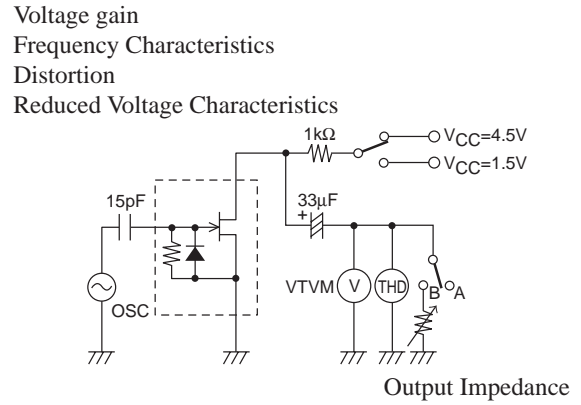 Voltage gain
Frequency Characteristics
Distortion
Reduced Voltage Characteristics
1kΩ
VCC=4.5V
VCC=1.5V
15pF
33μF
+
VTVM
V
THD
B
A
OSC
Output Impedance